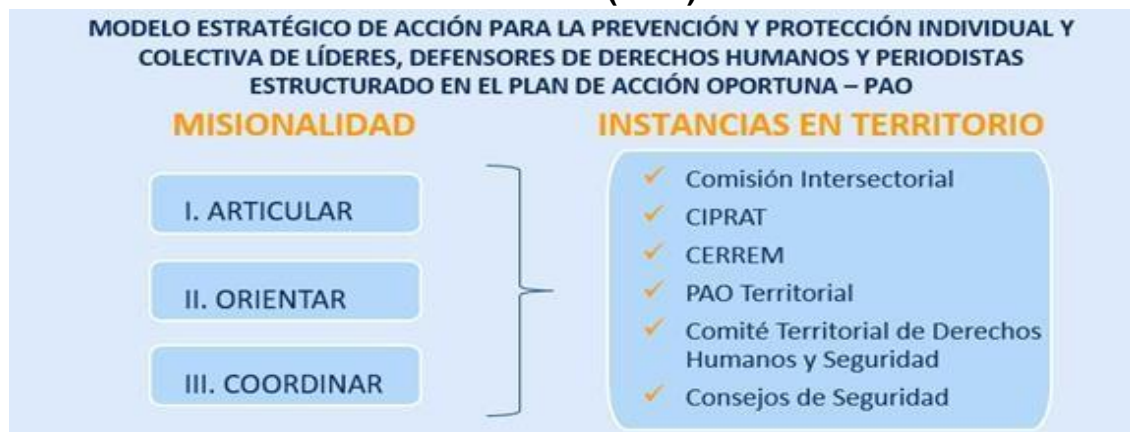 MODELO ESTRATÉGICO DE ACCIÓN PARA LA PREVENCIÓN Y PROTECCIÓN INDIVIDUAL Y
COLECTIVA DE LÍDERES, DEFENSORES DE DERECHOS HUMANOS Y PERIODISTAS
ESTRUCTURADO EN EL PLAN DE ACCIÓN OPORTUNA – PAO
MISIONALIDAD
I. ARTICULAR
II. ORIENTAR
III. COORDINAR
INSTANCIAS EN TERRITORIO
Comisión Intersectorial
CIPRAT
CERREM
PAO Territorial
Comité Territorial de Derechos
Humanos y Seguridad
Consejos de Seguridad